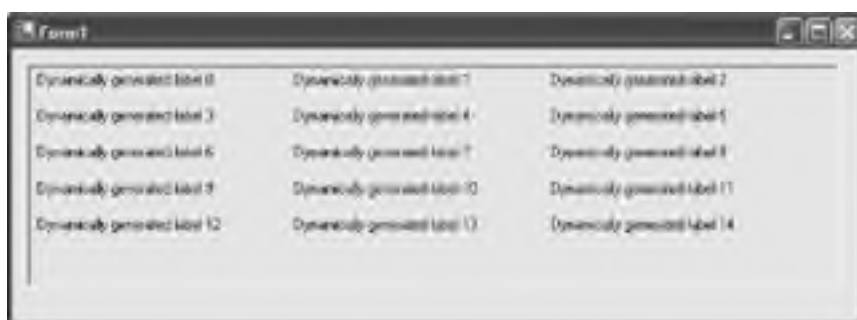 Form1
Dynamically generated label 0 Dynamically generated label 1 Dynamically generated label 2
Dynamically generated label 3 Dynamically generated label 4 Dynamically generated label 5
Dynamically generated label 6 Dynamically generated label 7 Dynamically generated label 8
Dynamically generated label 9 Dynamically generated label 10 Dynamically generated label 11
Dynamically generated label 12 Dynamically generated label 13 Dynamically generated label 14